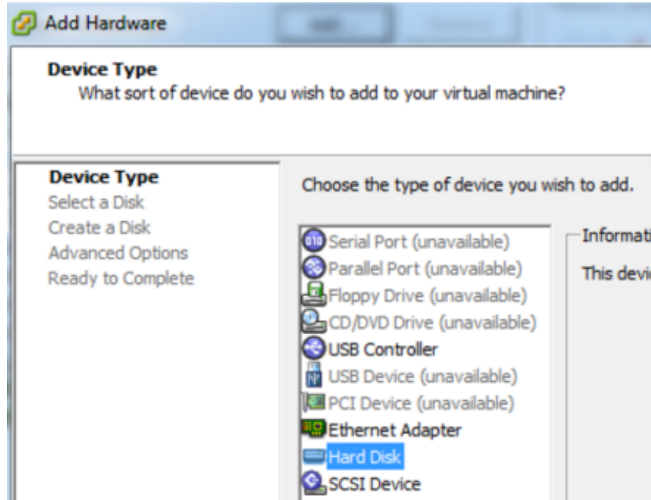 Add Hardware
Device Type
What sort of device do you wish to add to your virtual machine?
Device Type
Select a Disk
Create a Disk
Advanced Options
Ready to Complete
Choose the type of device you wish to add.
Serial Port (unavailable)
Parallel Port (unavailable)
Floppy Drive (unavailable)
CD/DVD Drive (unavailable)
USB Controller
USB Device (unavailable)
PCI Device (unavailable)
Ethernet Adapter
Hard Disk
SCSI Device
Informati
This devi